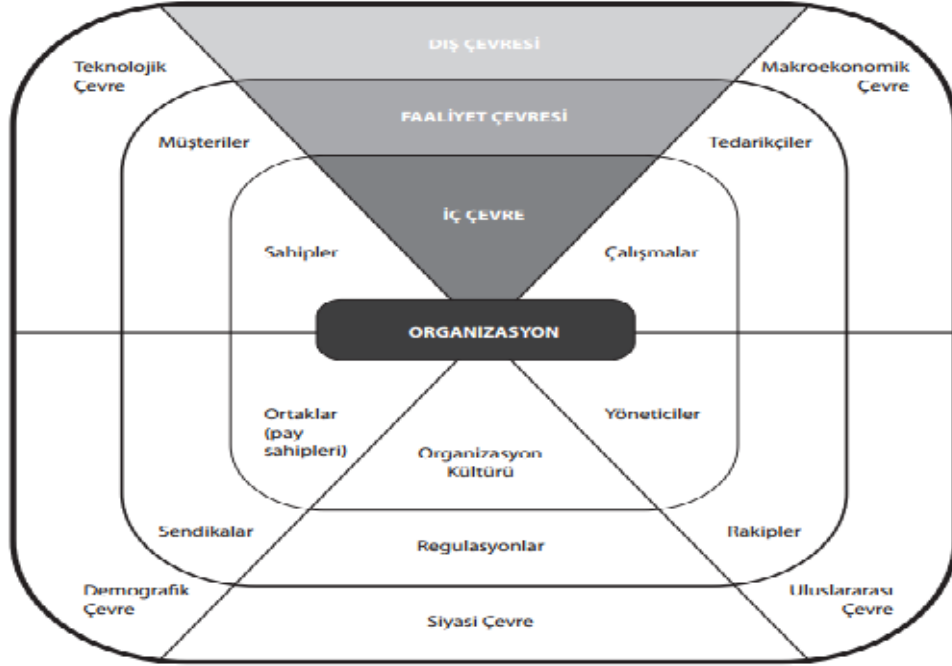 DIŞ ÇEVRESİ
Teknolojik
Çevre
Makroekonomik
Çevre
FAALİYET ÇEVRESİ
Müşteriler
Tedarikçiler
İÇ ÇEVRE
Sahipler
Çalışmalar
ORGANIZASYON
Ortaklar
(pay
sahipleri)
Yöneticiler
Organizasyon
Kültürü
Sendikalar
Regulasyonlar
Rakipler
Demografik
Çevre
Uluslararası
Çevre
Siyasi Çevre